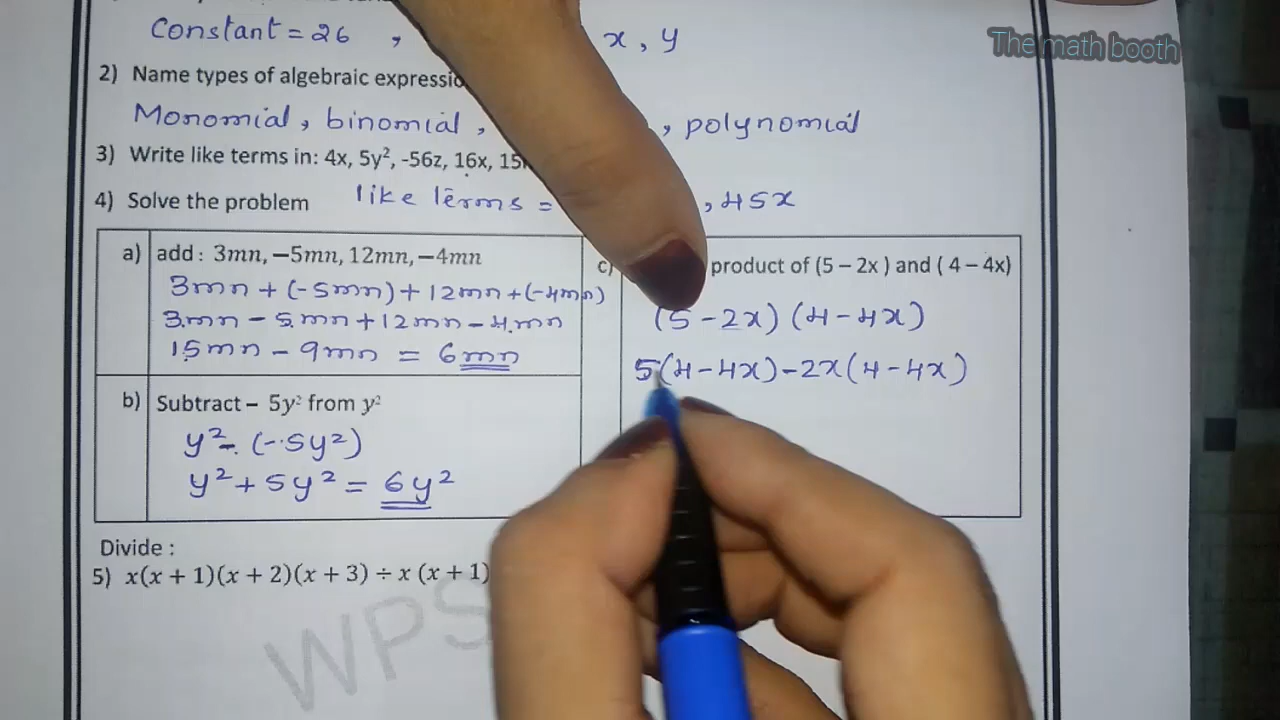 Constant = 26 , x , y
The math booth
2) Name types of algebraic
Monomial, binomial, , polynomial
3) Write like terms in: 4x, 5y², -56z, 16x,
4) Solve the problem like terms = , 45x
a) add : 3mn, −5mn, 12mn, −4mn
3mn + (-5mn) + 12mn + (-4mn)
3mn - 5mn + 12mn - 4mn
15mn - 9mn = 6mn
b) Subtract – 5y² from y²
y² - (-5y²)
y² + 5y² = 6y²
c) product of (5 – 2x ) and ( 4 – 4x)
(5 - 2x) (4 - 4x)
5(4 - 4x) - 2x(4 - 4x)
Divide :
5) x(x + 1)(x + 2)(x + 3) ÷ x (x + 1)
WPS